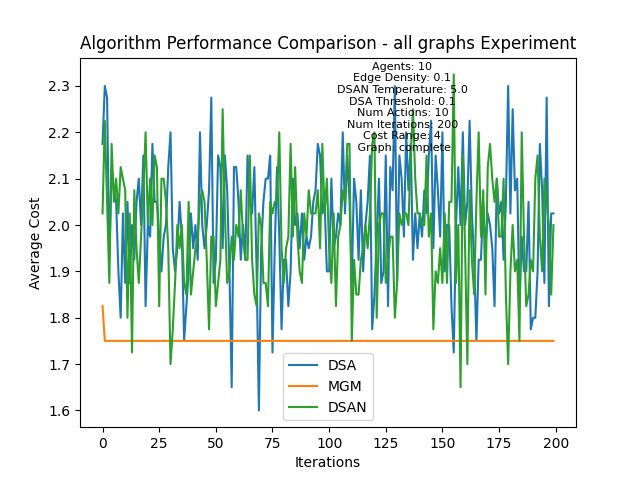 Algorithm Performance Comparison - all graphs Experiment
Agents: 10
Edge Density: 0.1
DSAN Temperature: 5.0
DSA Threshold: 0.1
Num Actions: 10
Num Iterations: 200
Cost Range: 4
Graph: complete
Average Cost
2.3
2.2
2.1
2.0
1.9
1.8
1.7
1.6
DSA
MGM
DSAN
0
25
50
75
100
125
150
175
200
Iterations